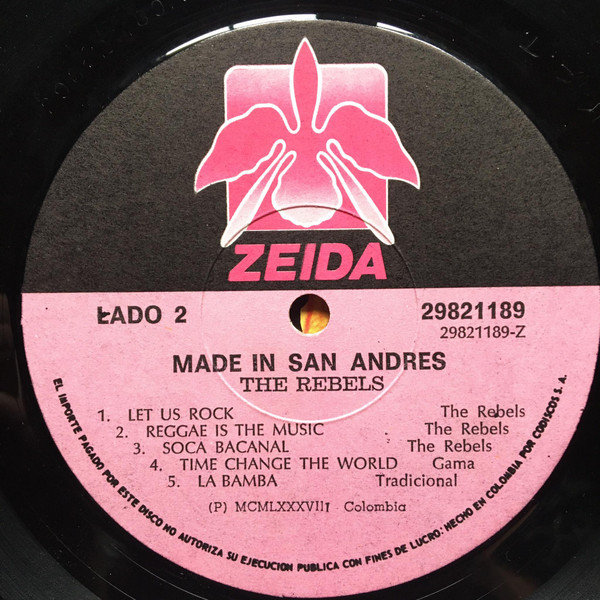 ZEIDA
LADO 2
29821189
29821189-Z
MADE IN SAN ANDRES
THE REBELS
1. LET US ROCK The Rebels
2. REGGAE IS THE MUSIC The Rebels
3. SOCA BACANAL The Rebels
4. TIME CHANGE THE WORLD Gama
5. LA BAMBA Tradicional
(P) MCMLXXXVII Colombia
EL IMPORTE PAGADO POR ESTE DISCO NO AUTORIZA SU EJECUCION PUBLICA CON FINES DE LUCRO: HECHO EN COLOMBIA POR CODISCOS S. A.